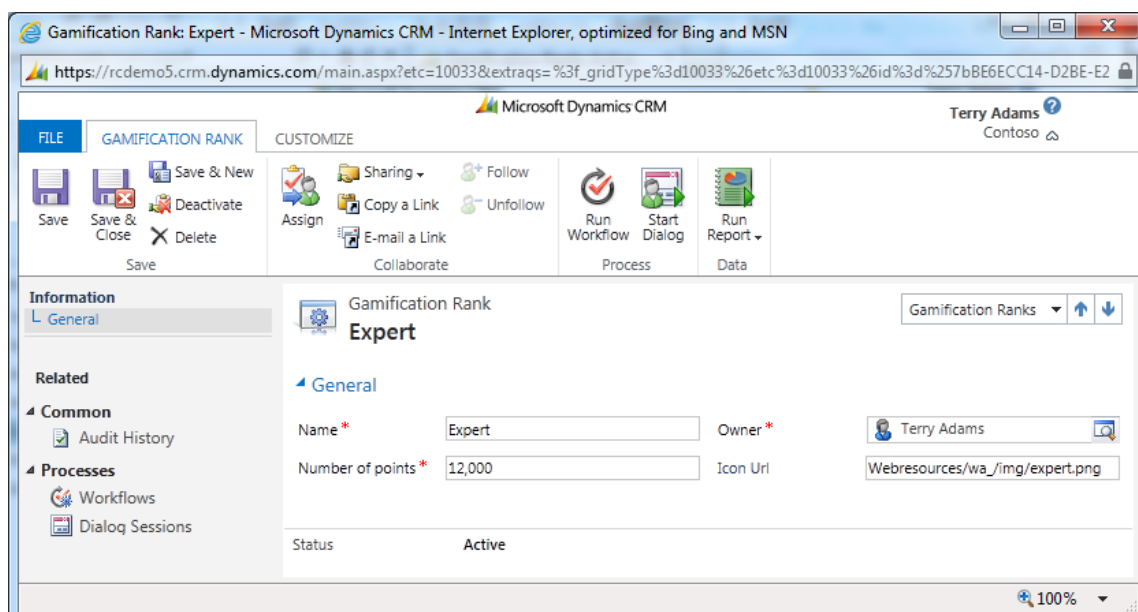 Gamification Rank: Expert - Microsoft Dynamics CRM - Internet Explorer, optimized for Bing and MSN
https://rcdemo5.crm.dynamics.com/main.aspx?etc=10033&extraqs=%3f_gridType%3d10033%26etc%3d10033%26id%3d%257bBE6ECC14-D2BE-E2
Microsoft Dynamics CRM
Terry Adams
Contoso
FILE GAMIFICATION RANK CUSTOMIZE
Save
Save & Close
Save & New
Deactivate
Delete
Save
Assign
Sharing
Copy a Link
E-mail a Link
Follow
Unfollow
Collaborate
Run Workflow
Start Dialog
Process
Run Report
Data
Information
General
Related
Common
Audit History
Processes
Workflows
Dialog Sessions
Gamification Rank
Expert
Gamification Ranks
General
Name* Expert Owner* Terry Adams
Number of points* 12,000 Icon Url Webresources/wa_/img/expert.png
Status Active
100%